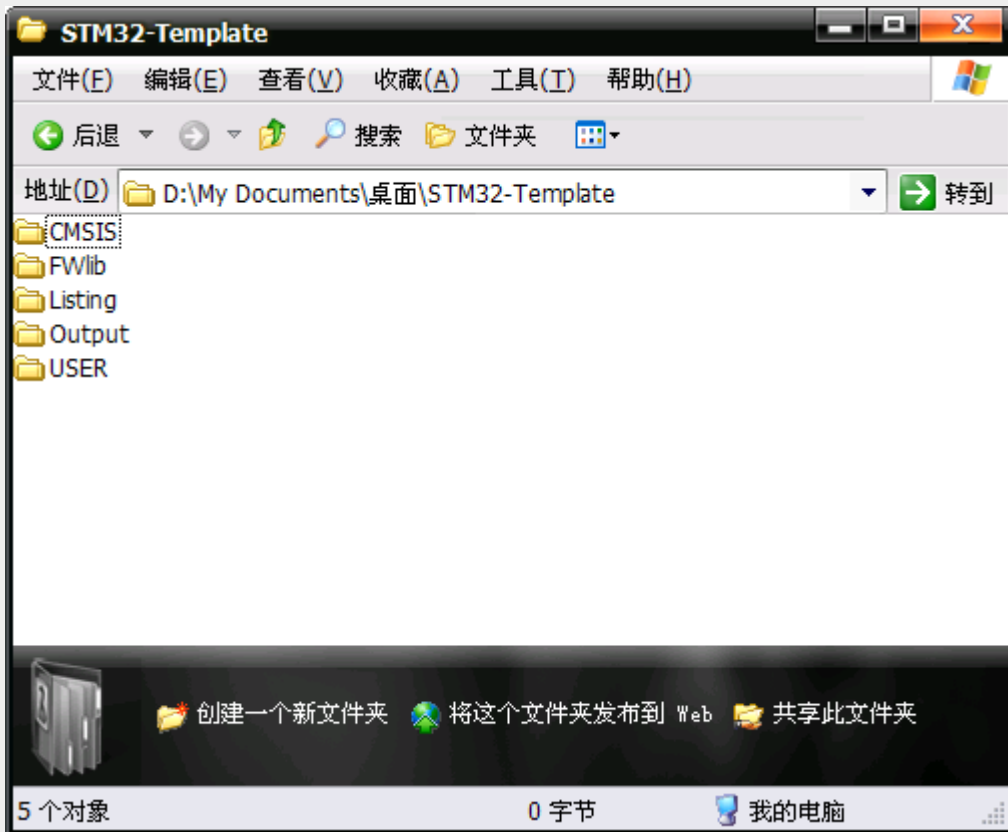 STM32-Template
文件(F) 编辑(E) 查看(V) 收藏(A) 工具(T) 帮助(H)
后退 搜索 文件夹
地址(D) D:\My Documents\桌面\STM32-Template 转到
CMSIS
FWlib
Listing
Output
USER
创建一个新文件夹 将这个文件夹发布到 Web 共享此文件夹
5 个对象 0 字节 我的电脑